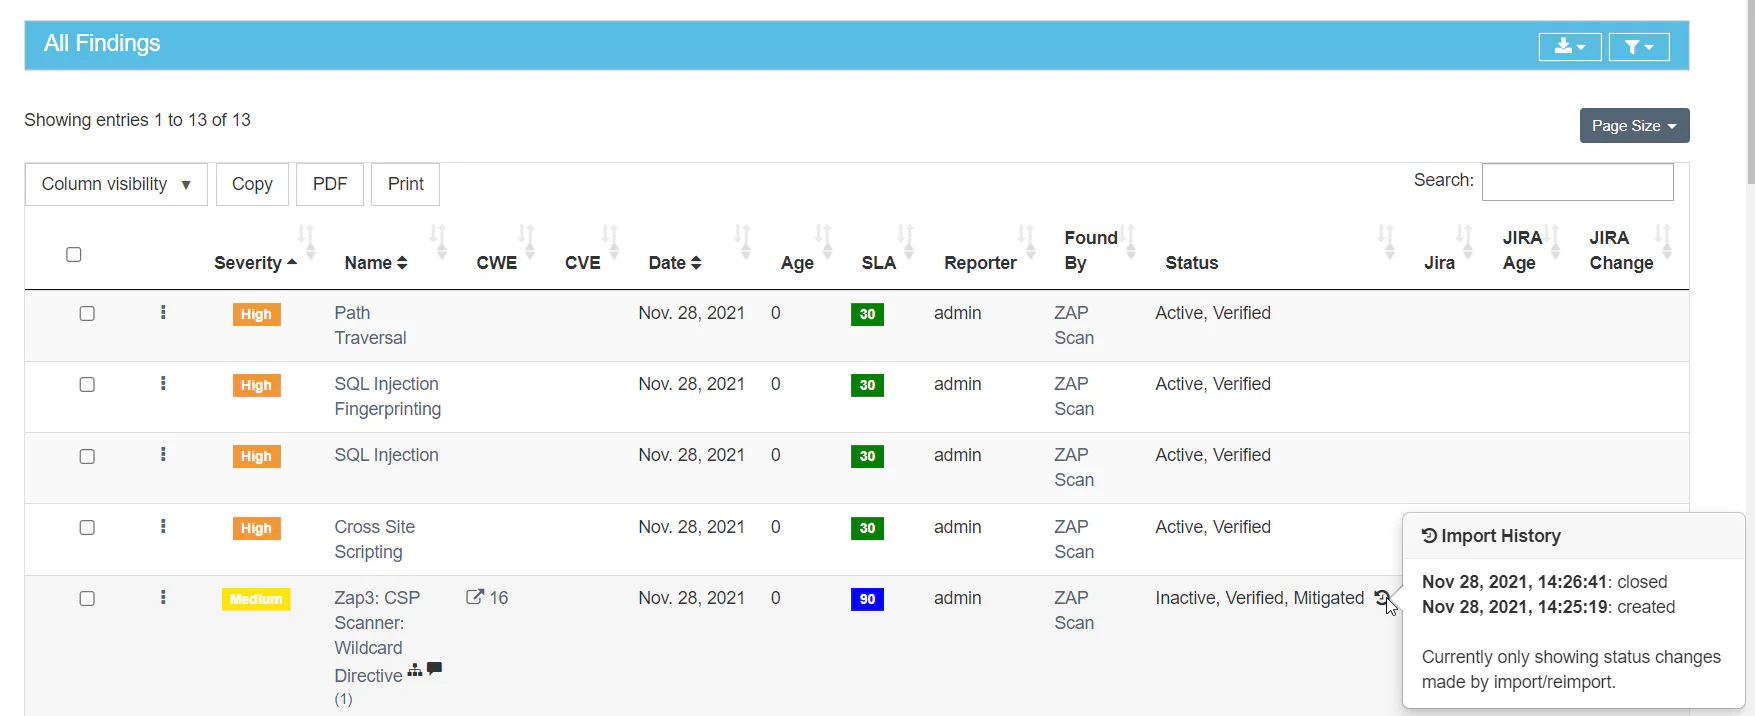 All Findings
Showing entries 1 to 13 of 13
Page Size
Column visibility
Copy
PDF
Print
Search:
Severity
Name
CWE
CVE
Date
Age
SLA
Reporter
Found
By
Status
Jira
JIRA
Age
JIRA
Change
High
Path
Traversal
Nov. 28, 2021
0
30
admin
ZAP
Scan
Active, Verified
High
SQL Injection
Fingerprinting
Nov. 28, 2021
0
30
admin
ZAP
Scan
Active, Verified
High
SQL Injection
Nov. 28, 2021
0
30
admin
ZAP
Scan
Active, Verified
High
Cross Site
Scripting
Nov. 28, 2021
0
30
admin
ZAP
Scan
Active, Verified
Medium
Zap3: CSP
Scanner:
Wildcard
Directive
(1)
16
Nov. 28, 2021
0
90
admin
ZAP
Scan
Inactive, Verified, Mitigated
Import History
Nov 28, 2021, 14:26:41: closed
Nov 28, 2021, 14:25:19: created
Currently only showing status changes
made by import/reimport.